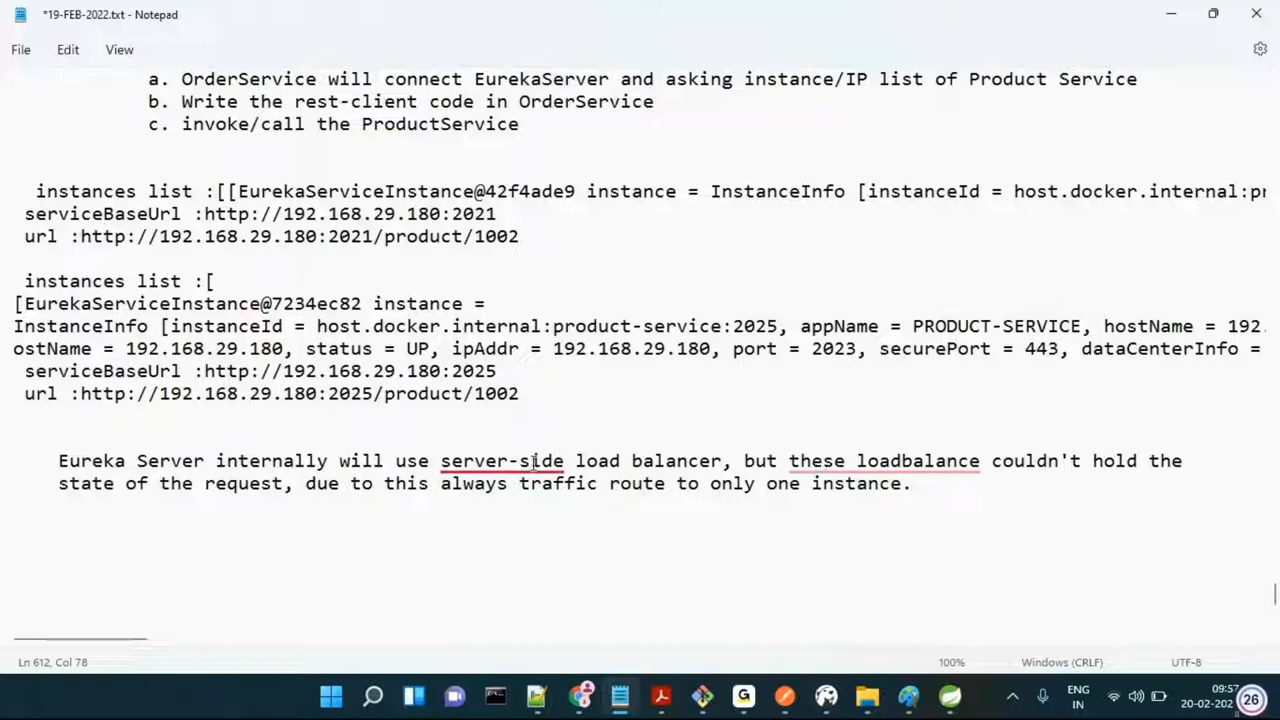 *19-FEB-2022.txt - Notepad
File Edit View
a. OrderService will connect EurekaServer and asking instance/IP list of Product Service
b. Write the rest-client code in OrderService
c. invoke/call the ProductService
instances list :[[EurekaServiceInstance@42f4ade9 instance = InstanceInfo [instanceId = host.docker.internal:pr
serviceBaseUrl :http://192.168.29.180:2021
url :http://192.168.29.180:2021/product/1002
instances list :[
[EurekaServiceInstance@7234ec82 instance =
InstanceInfo [instanceId = host.docker.internal:product-service:2025, appName = PRODUCT-SERVICE, hostName = 192.
ostName = 192.168.29.180, status = UP, ipAddr = 192.168.29.180, port = 2023, securePort = 443, dataCenterInfo =
serviceBaseUrl :http://192.168.29.180:2025
url :http://192.168.29.180:2025/product/1002
Eureka Server internally will use server-side load balancer, but these loadbalance couldn't hold the
state of the request, due to this always traffic route to only one instance.
Ln 612, Col 78 100% Windows (CRLF) UTF-8
ENG 09:57
IN 20-02-202 26